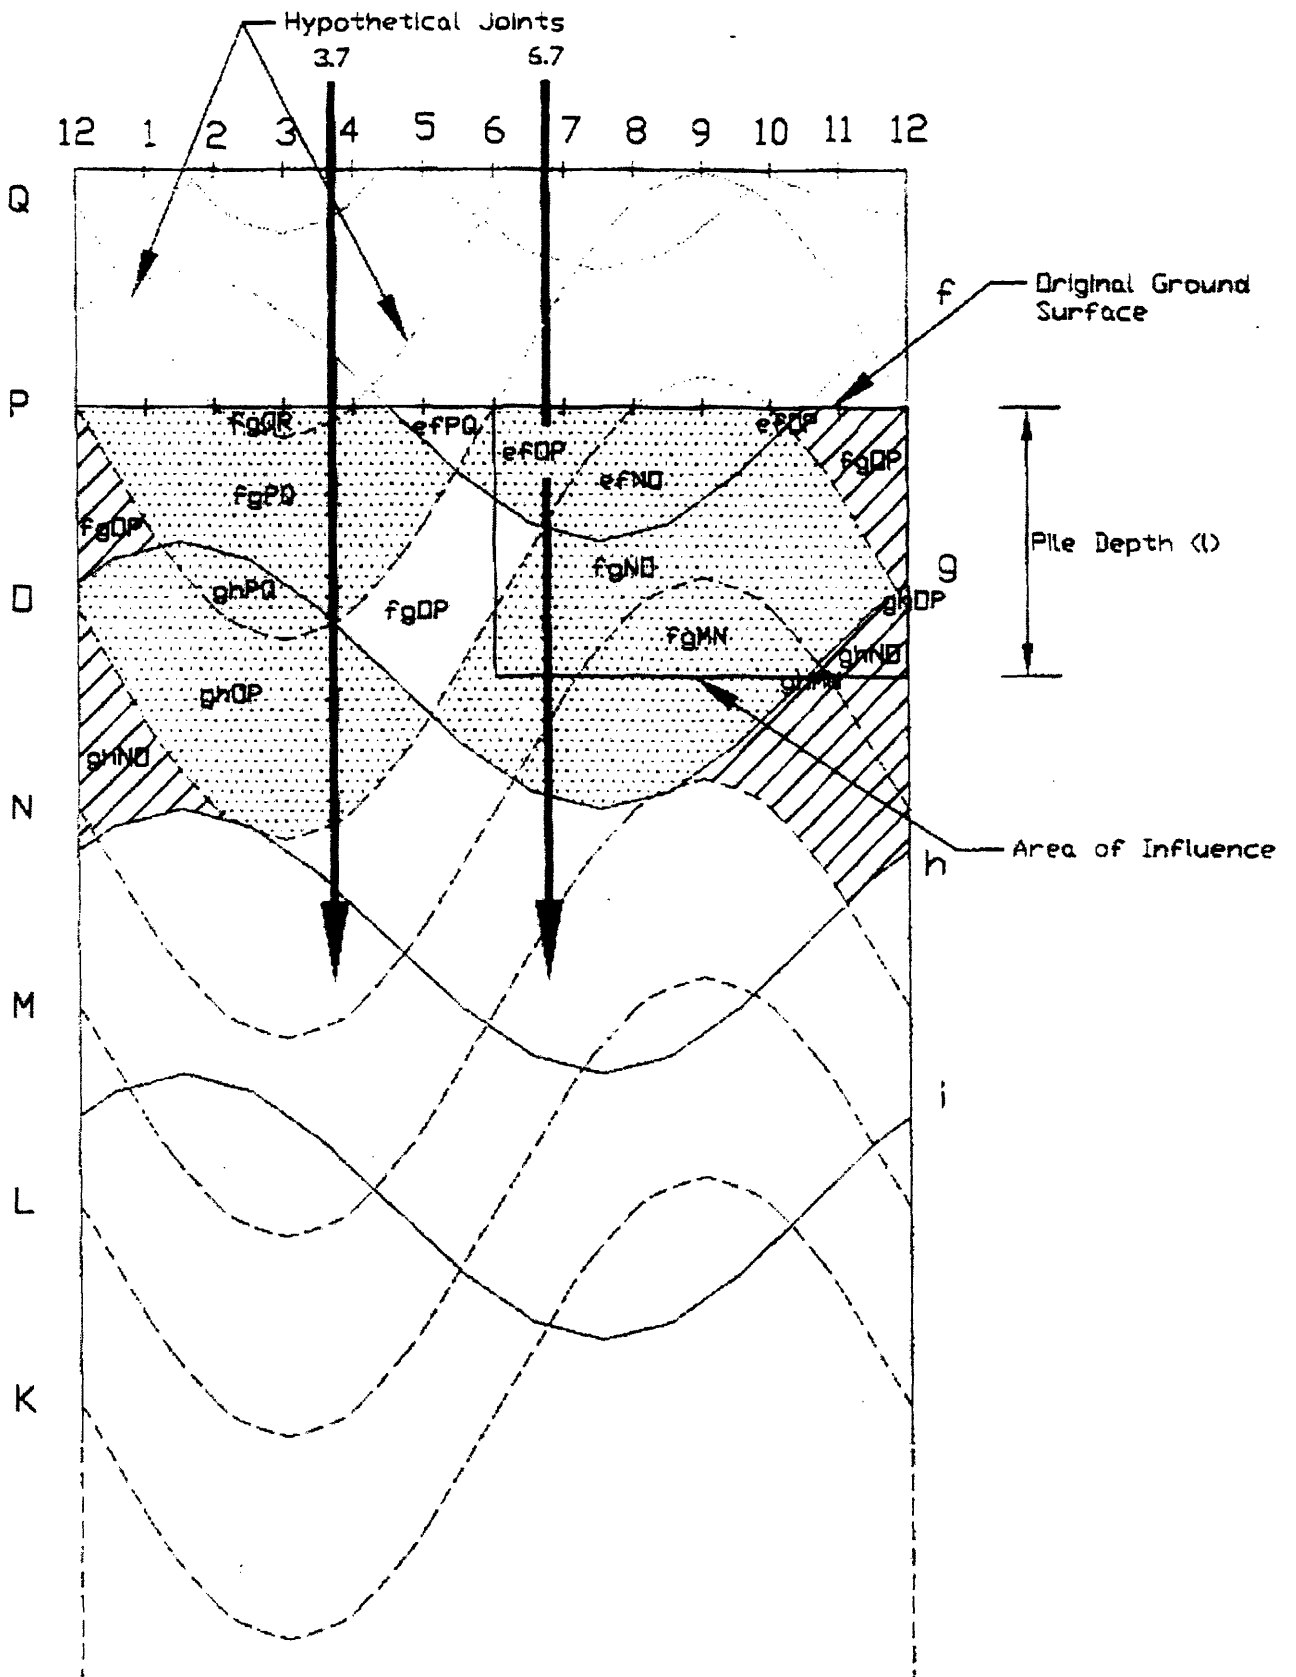 Hypothetical Joints
3.7
6.7
12 1 2 3 4 5 6 7 8 9 10 11 12
Q
f
Original Ground
Surface
P
fgQR
efPQ
efOP
efOP
efNO
fgOP
fgPQ
fgOP
Pile Depth (l)
g
fgNO
ghPQ
O
fgOP
ghOP
fgMN
ghNO
ghMN
ghOP
ghNO
N
Area of Influence
h
M
i
L
K